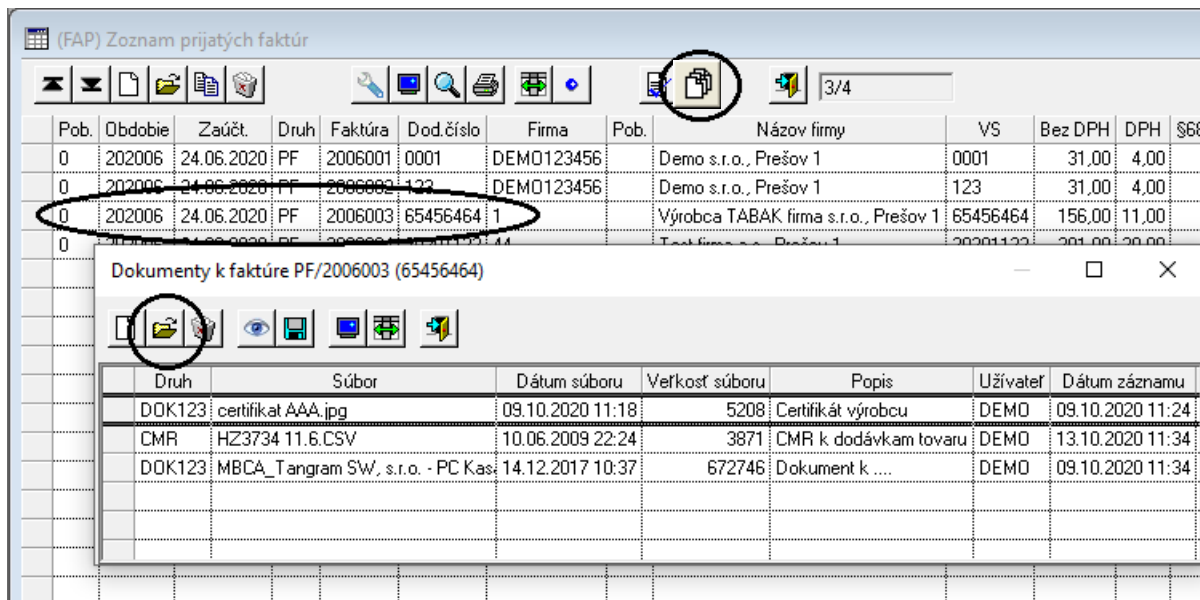 (FAP) Zoznam prijatých faktúr
3/4
Pob. Obdobie Zaúčt. Druh Faktúra Dod.číslo Firma Pob. Názov firmy VS Bez DPH DPH
0 202006 24.06.2020 PF 2006001 0001 DEMO123456 Demo s.r.o., Prešov 1 0001 31,00 4,00
0 202006 24.06.2020 PF 2006002 123 DEMO123456 Demo s.r.o., Prešov 1 123 31,00 4,00
0 202006 24.06.2020 PF 2006003 65456464 1 Výrobca TABAK firma s.r.o., Prešov 1 65456464 156,00 11,00
0
Dokumenty k faktúre PF/2006003 (65456464)
Druh Súbor Dátum súboru Veľkosť súboru Popis Užívateľ Dátum záznamu
DOK123 certifikat AAA.jpg 09.10.2020 11:18 5208 Certifikát výrobcu DEMO 09.10.2020 11:24
CMR HZ3734 11.6.CSV 10.06.2009 22:24 3871 CMR k dodávkam tovaru DEMO 13.10.2020 11:34
DOK123 MBCA_Tangram SW, s.r.o. - PC Kas 14.12.2017 10:37 672746 Dokument k .... DEMO 09.10.2020 11:34